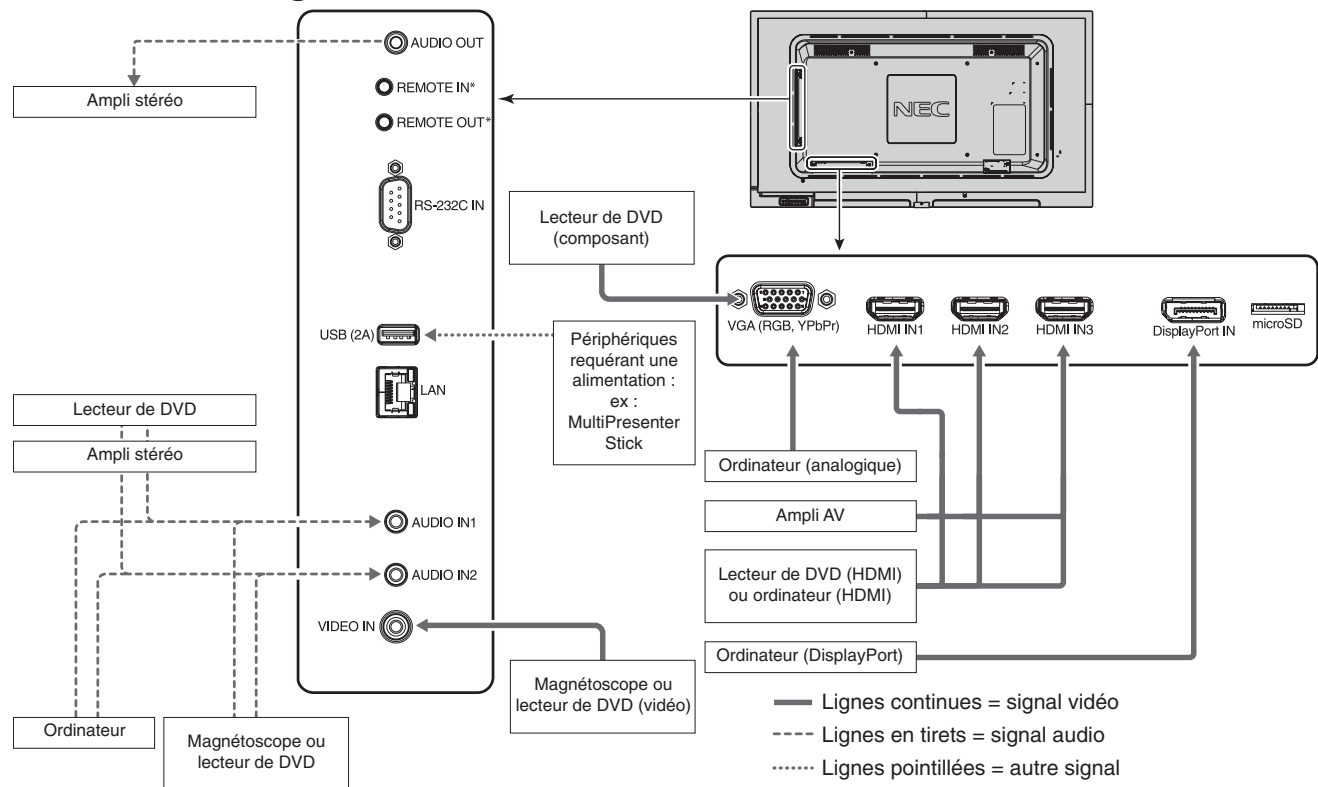 AUDIO OUT
Ampli stéréo
REMOTE IN*
REMOTE OUT*
RS-232C IN
USB (2A)
LAN
Lecteur de DVD
Ampli stéréo
AUDIO IN1
AUDIO IN2
VIDEO IN
Ordinateur
Magnétoscope ou
lecteur de DVD
NEC
Lecteur de DVD
(composant)
Périphériques
requérant une
alimentation :
ex :
MultiPresenter
Stick
Magnétoscope ou
lecteur de DVD (vidéo)
VGA (RGB, YPbPr)
HDMI IN1
HDMI IN2
HDMI IN3
DisplayPort IN
microSD
Ordinateur (analogique)
Ampli AV
Lecteur de DVD (HDMI)
ou ordinateur (HDMI)
Ordinateur (DisplayPort)
Lignes continues = signal vidéo
Lignes en tirets = signal audio
Lignes pointillées = autre signal